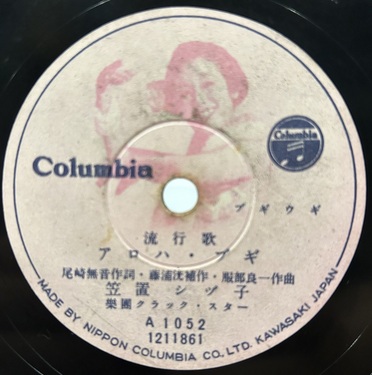 Columbia
Columbia
ブギウギ
流行歌
アロハ・ブギ
尾崎無音作詞・藤浦洸補作・服部良一作曲
笠置シヅ子
樂團クラック・スター
A1052
1211861
MADE BY NIPPON COLUMBIA CO., LTD. KAWASAKI JAPAN